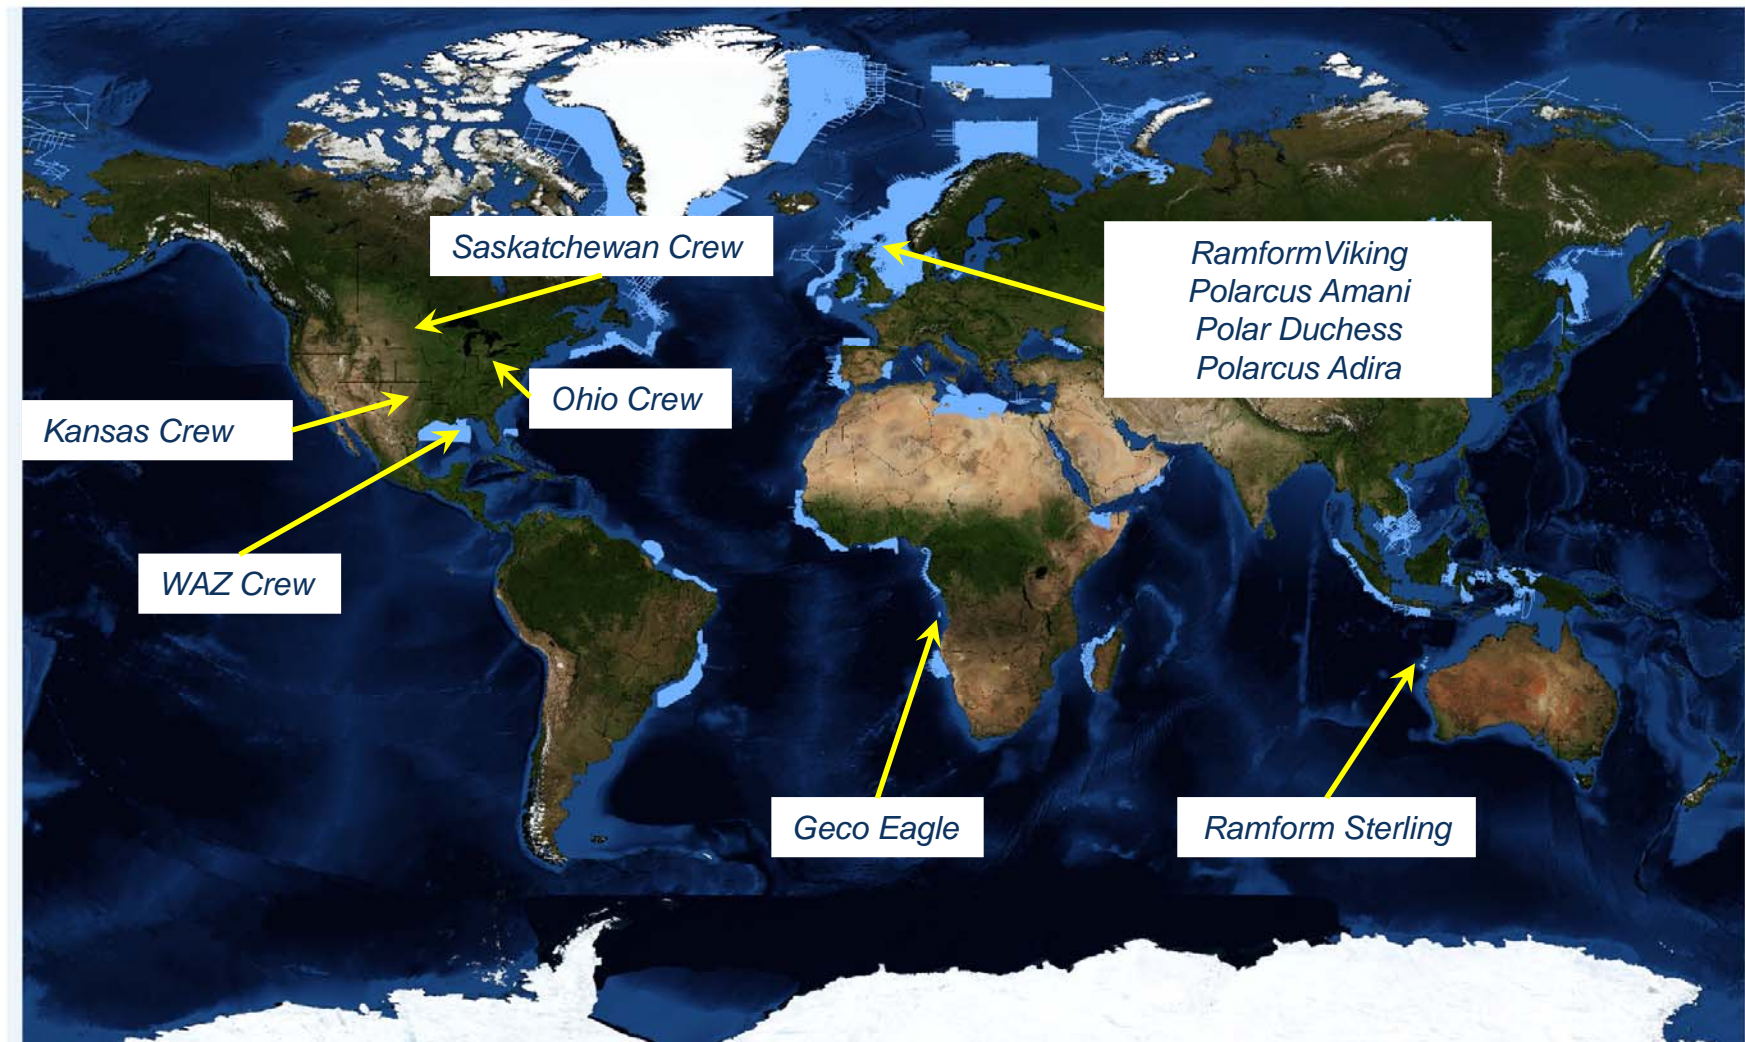 Saskatchewan Crew
RamformViking
Polarcus Amani
Polar Duchess
Polarcus Adira
Ohio Crew
Kansas Crew
WAZ Crew
Geco Eagle
Ramform Sterling